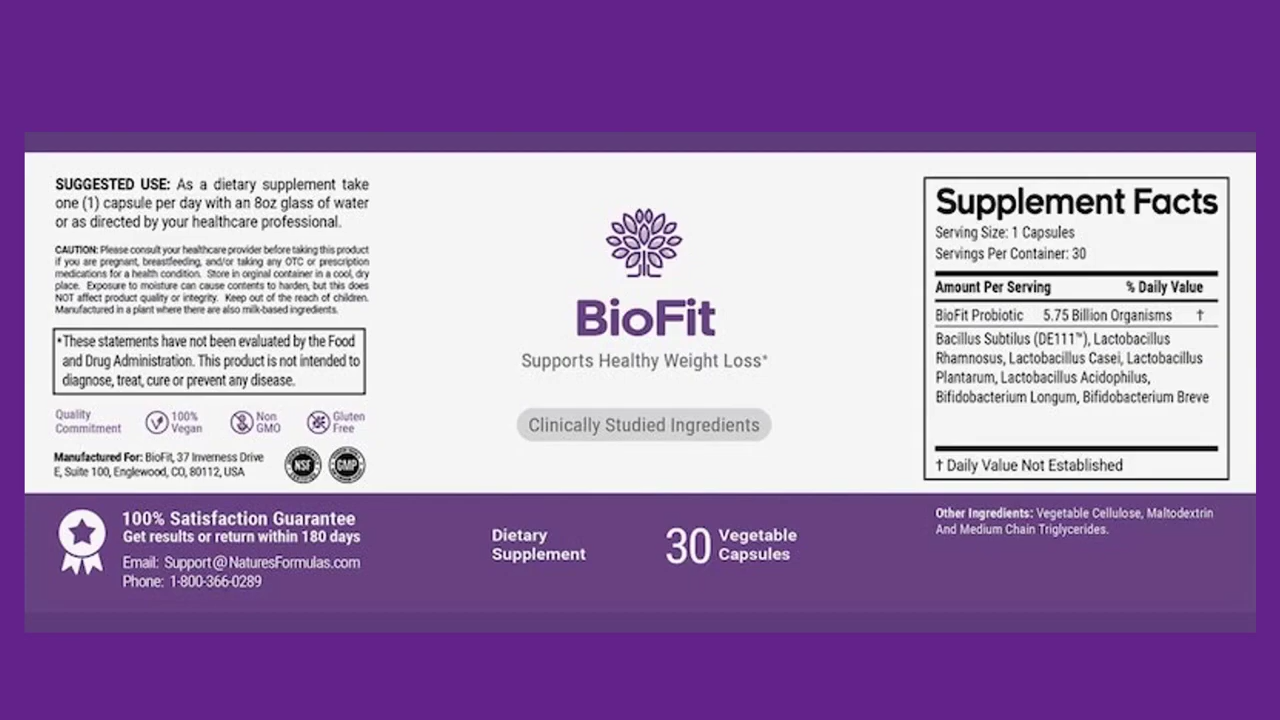 SUGGESTED USE: As a dietary supplement take
one (1) capsule per day with an 8oz glass of water
or as directed by your healthcare professional.
CAUTION: Please consult your healthcare provider before taking this product
if you are pregnant, breastfeeding, and/or taking any OTC or prescription
medications for a health condition. Store in orginal container in a cool, dry
place. Exposure to moisture can cause contents to harden, but this does
NOT affect product quality or integrity. Keep out of the reach of children.
Manufactured in a plant where there are also milk-based ingredients.
*These statements have not been evaluated by the Food
and Drug Administration. This product is not intended to
diagnose, treat, cure or prevent any disease.
Quality
Commitment
100%
Vegan
Non
GMO
Gluten
Free
Manufactured For: BioFit, 37 Inverness Drive
E, Suite 100, Englewood, CO, 80112, USA
NSF
GMP
100% Satisfaction Guarantee
Get results or return within 180 days
Email: Support@NaturesFormulas.com
Phone: 1-800-366-0289
BioFit
Supports Healthy Weight Loss*
Clinically Studied Ingredients
Dietary
Supplement
30 Vegetable
Capsules
Supplement Facts
Serving Size: 1 Capsules
Servings Per Container: 30
Amount Per Serving % Daily Value
BioFit Probiotic 5.75 Billion Organisms †
Bacillus Subtilus (DE111™), Lactobacillus
Rhamnosus, Lactobacillus Casei, Lactobacillus
Plantarum, Lactobacillus Acidophilus,
Bifidobacterium Longum, Bifidobacterium Breve
† Daily Value Not Established
Other Ingredients: Vegetable Cellulose, Maltodextrin
And Medium Chain Triglycerides.